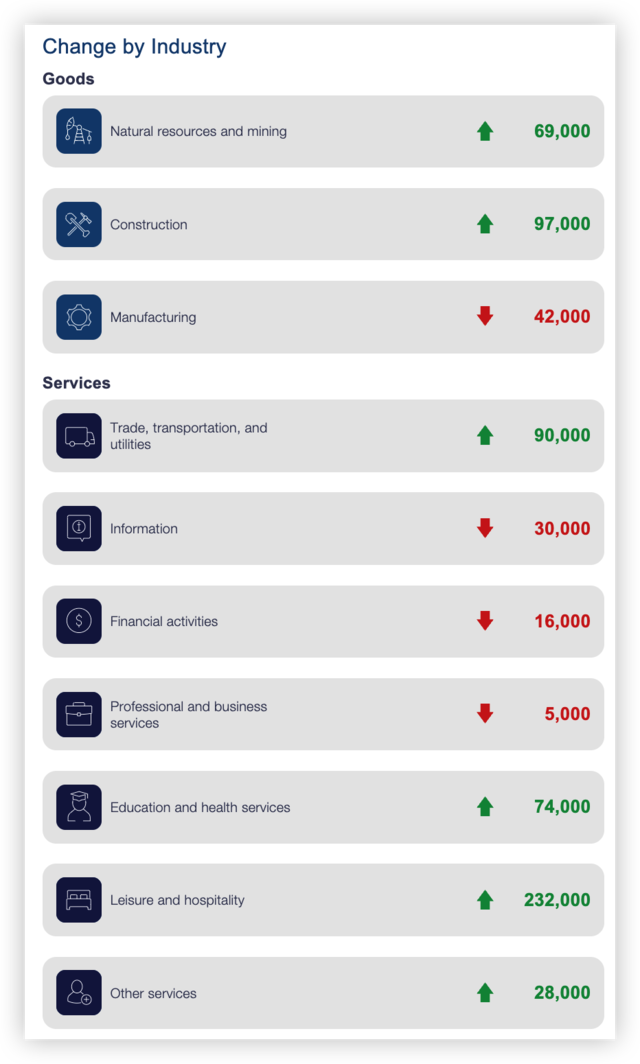 Change by Industry
Goods
Natural resources and mining 69,000
Construction 97,000
Manufacturing 42,000
Services
Trade, transportation, and
utilities 90,000
Information 30,000
Financial activities 16,000
Professional and business
services 5,000
Education and health services 74,000
Leisure and hospitality 232,000
Other services 28,000